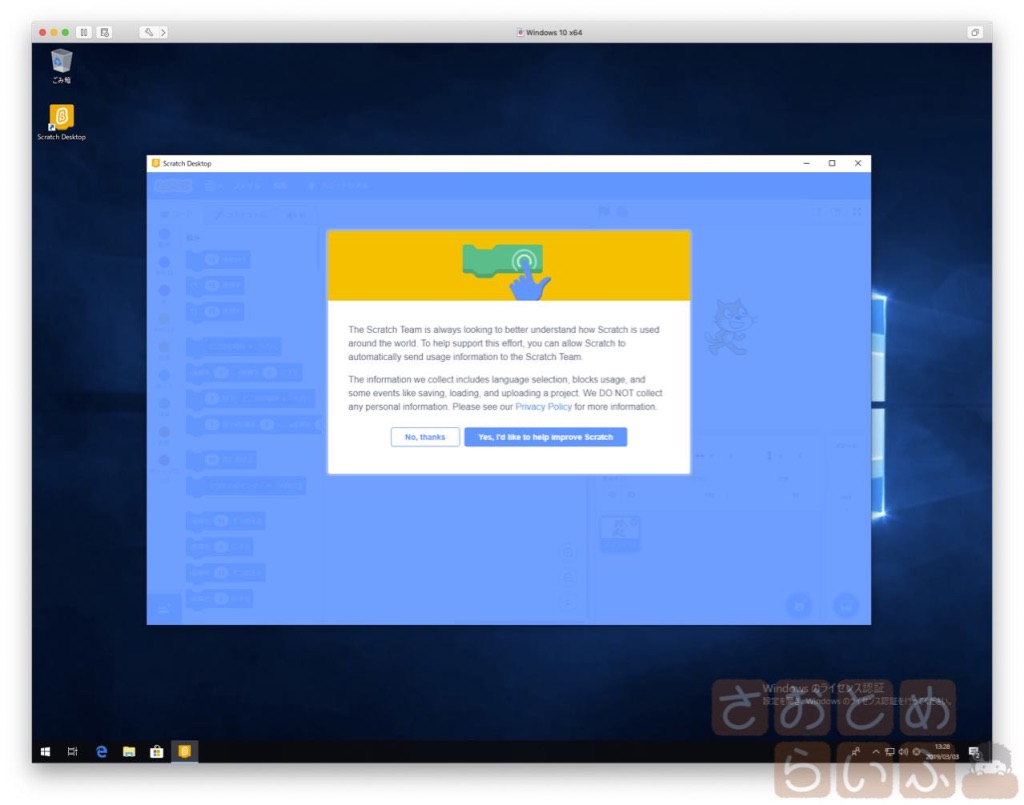 Windows 10 x64
ごみ箱
Scratch Desktop
Scratch Desktop
The Scratch Team is always looking to better understand how Scratch is used
around the world. To help support this effort, you can allow Scratch to
automatically send usage information to the Scratch Team.
The information we collect includes language selection, blocks usage, and
some events like saving, loading, and uploading a project. We DO NOT collect
any personal information. Please see our Privacy Policy for more information.
No, thanks
Yes, I'd like to help improve Scratch
Windows のライセンス認証
設定を開き、Windows のライセンス認証を行ってください。
さおとめ
らいふ
13:28
2019/03/03